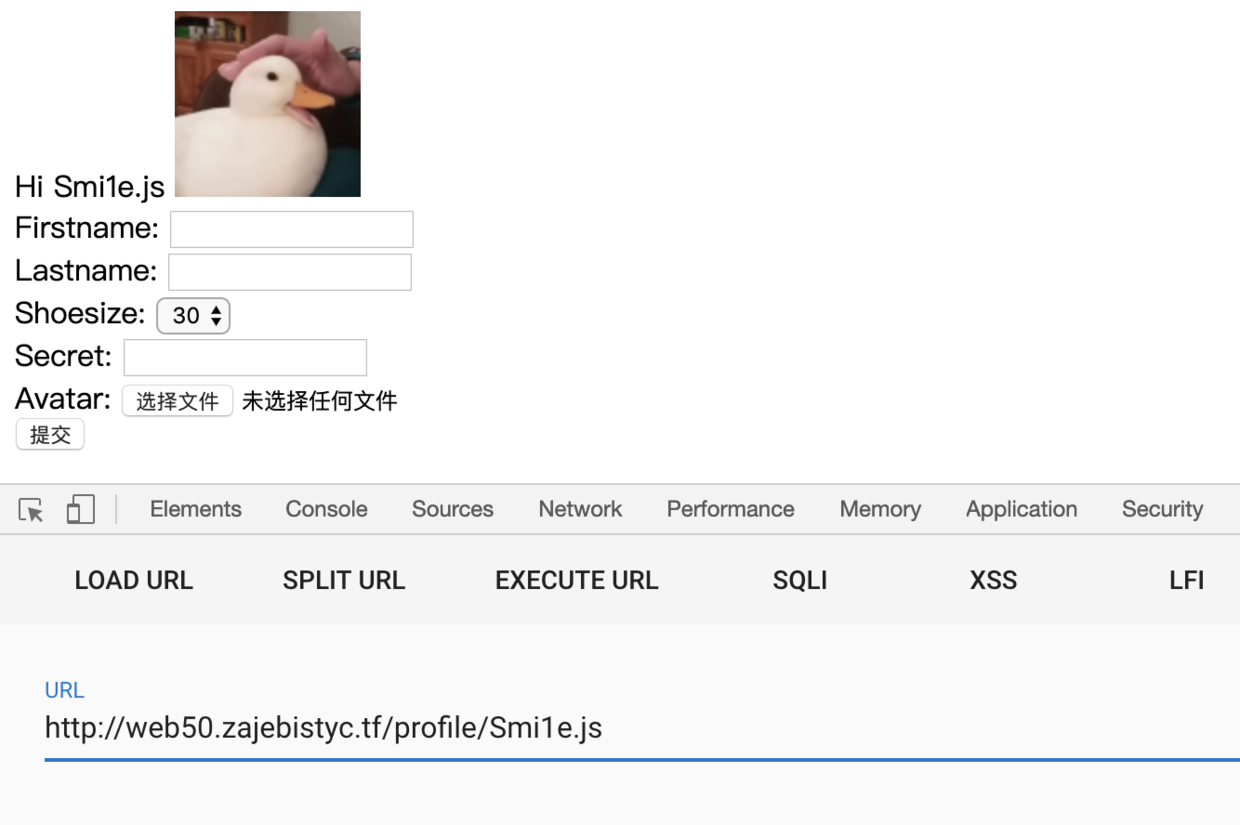 Hi Smi1e.js
Firstname:
Lastname:
Shoesize: 30
Secret:
Avatar: 选择文件 未选择任何文件
提交
Elements Console Sources Network Performance Memory Application Security
LOAD URL SPLIT URL EXECUTE URL SQLI XSS LFI
URL
http://web50.zajebistyc.tf/profile/Smi1e.js